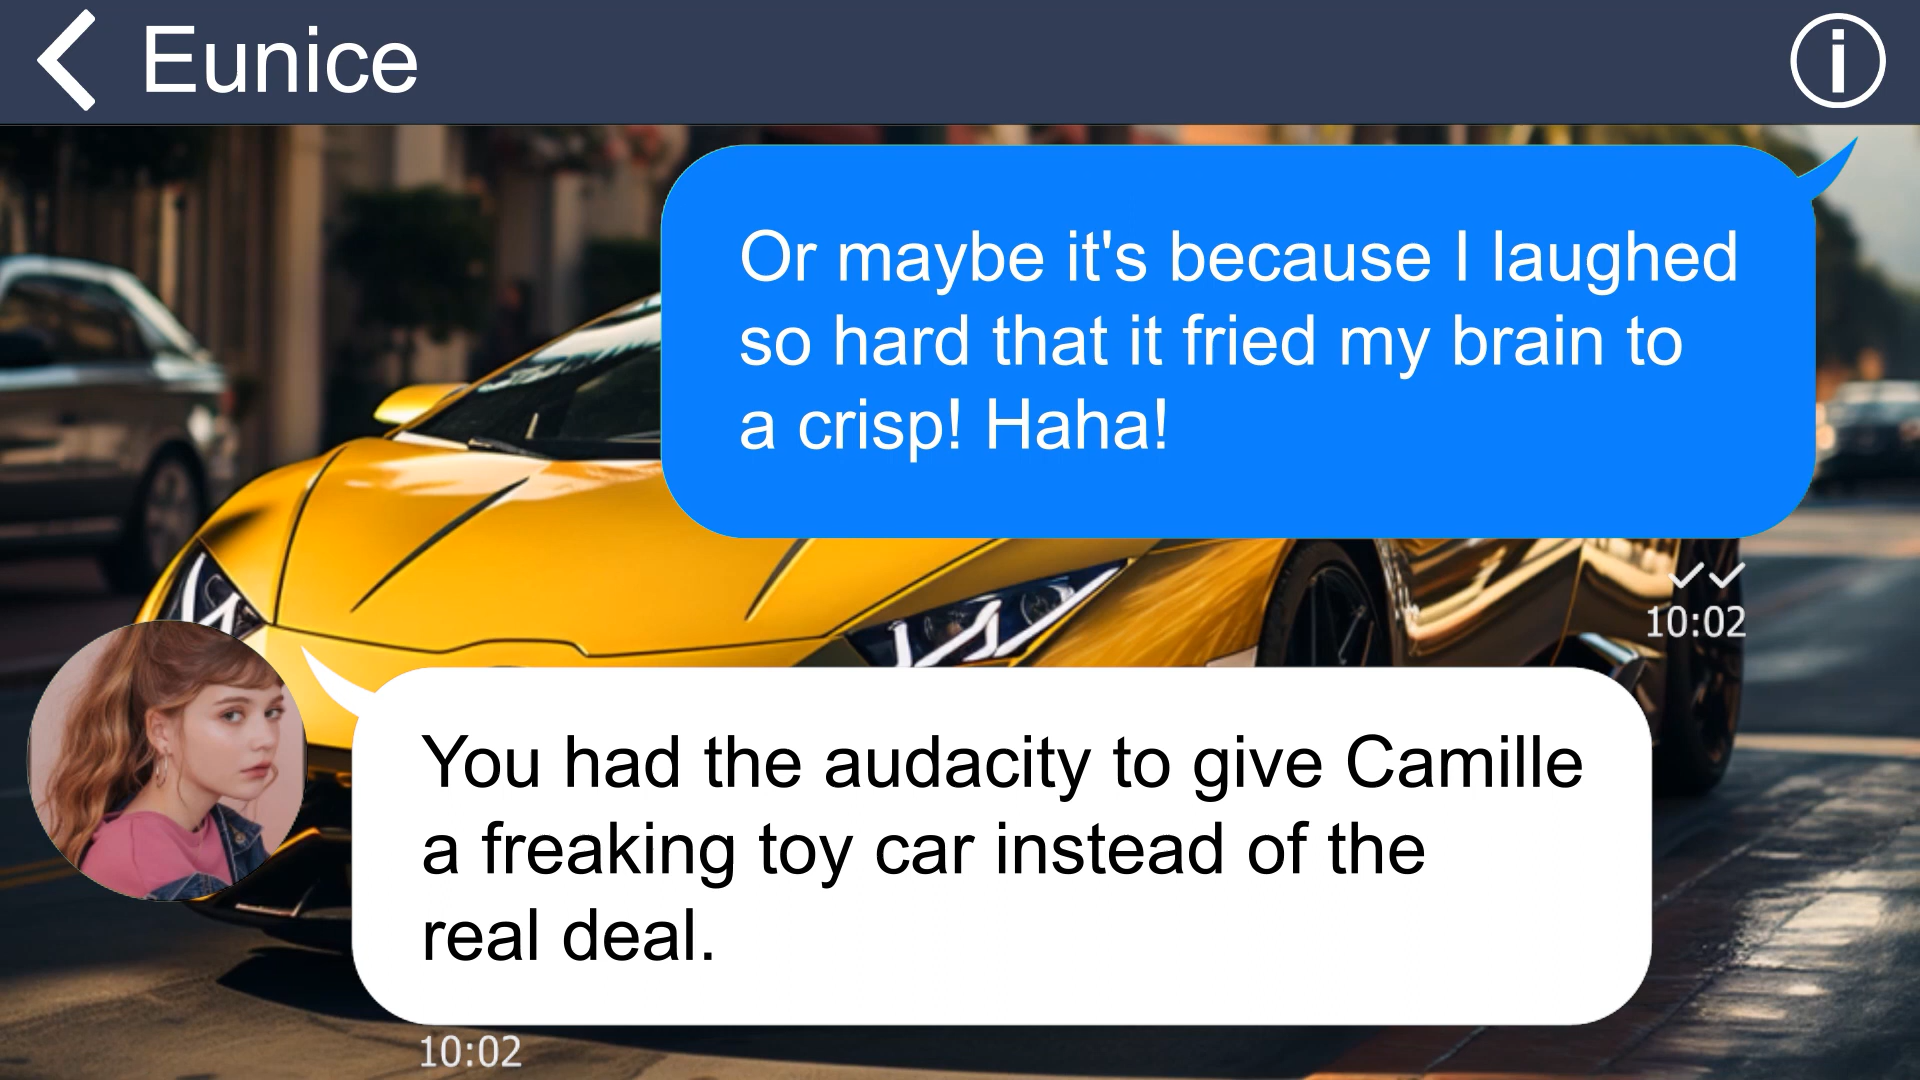 Eunice
Or maybe it's because I laughed
so hard that it fried my brain to
a crisp! Haha!
10:02
You had the audacity to give Camille
a freaking toy car instead of the
real deal.
10:02